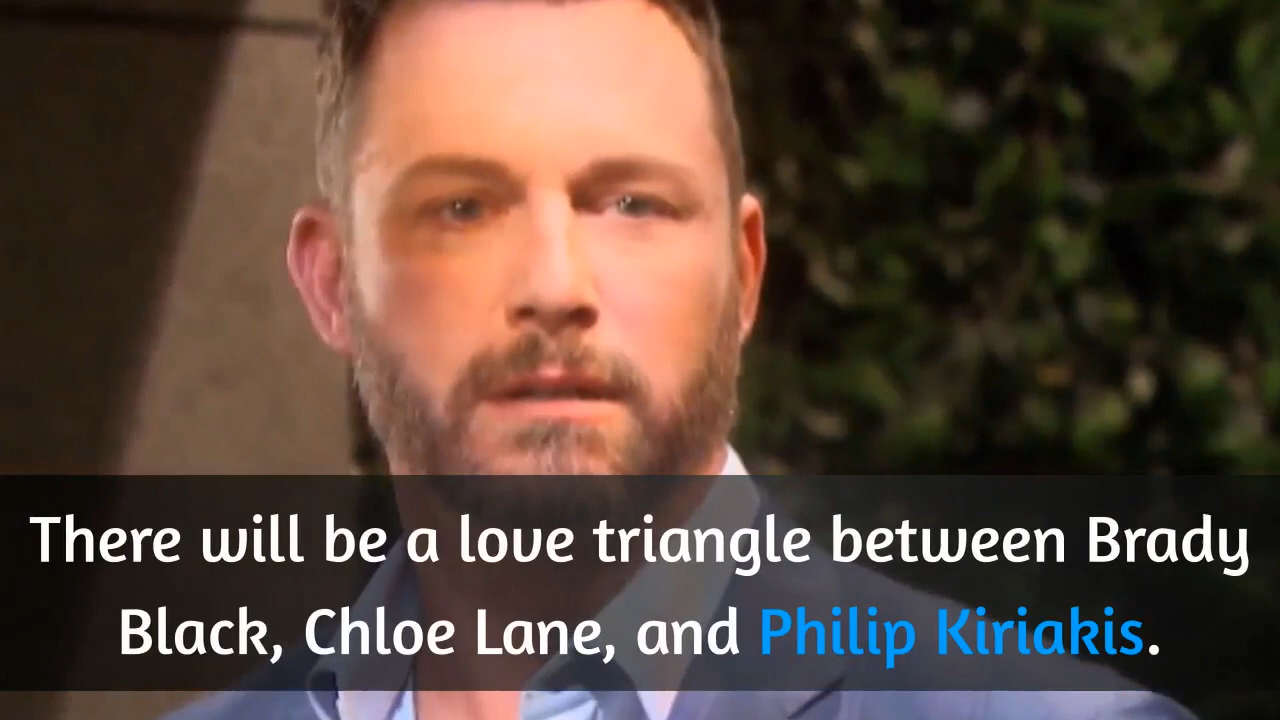 There will be a love triangle between Brady
Black, Chloe Lane, and Philip Kiriakis.